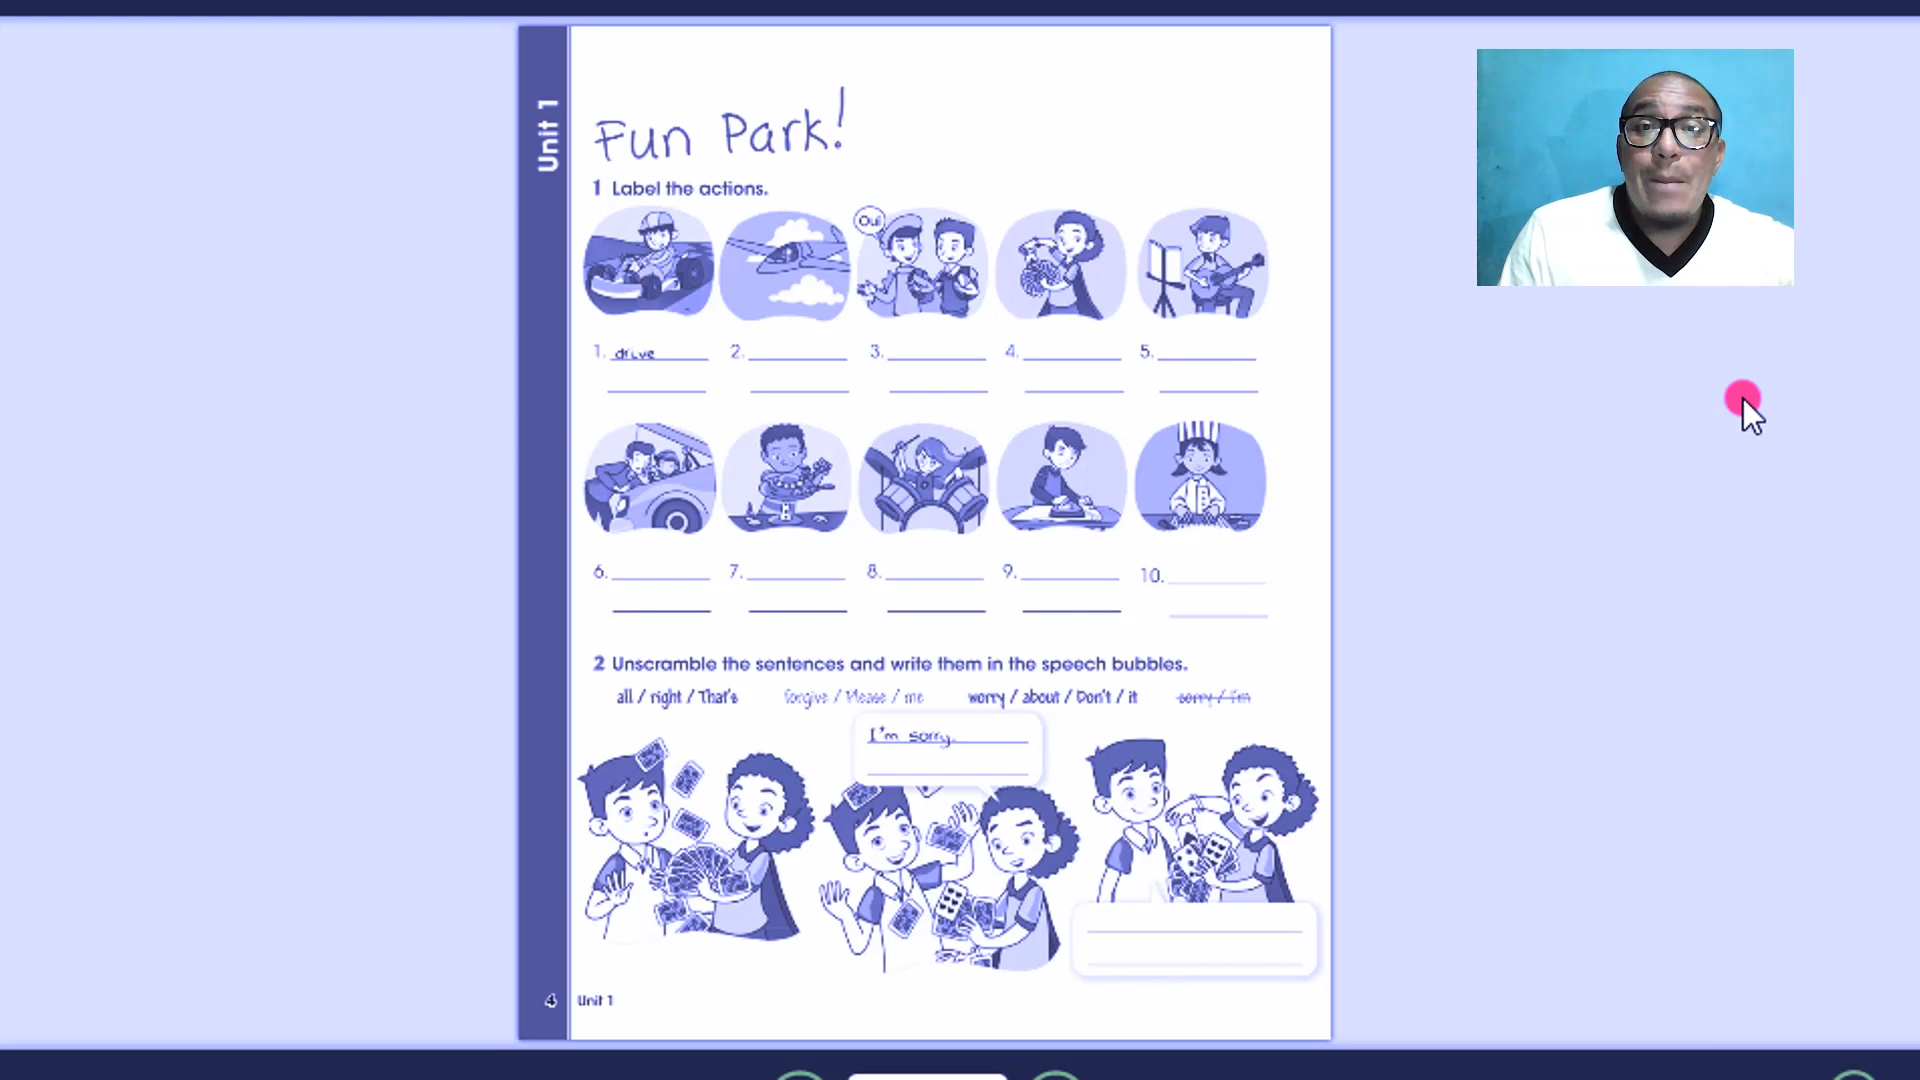 Unit 1
Fun Park!
1 Label the actions.
Oui
1. drive 2. 3. 4. 5.
6. 7. 8. 9. 10.
2 Unscramble the sentences and write them in the speech bubbles.
all / right / That's forgive / Please / me worry / about / Don't / it sorry / I'm
I'm sorry.
4 Unit 1